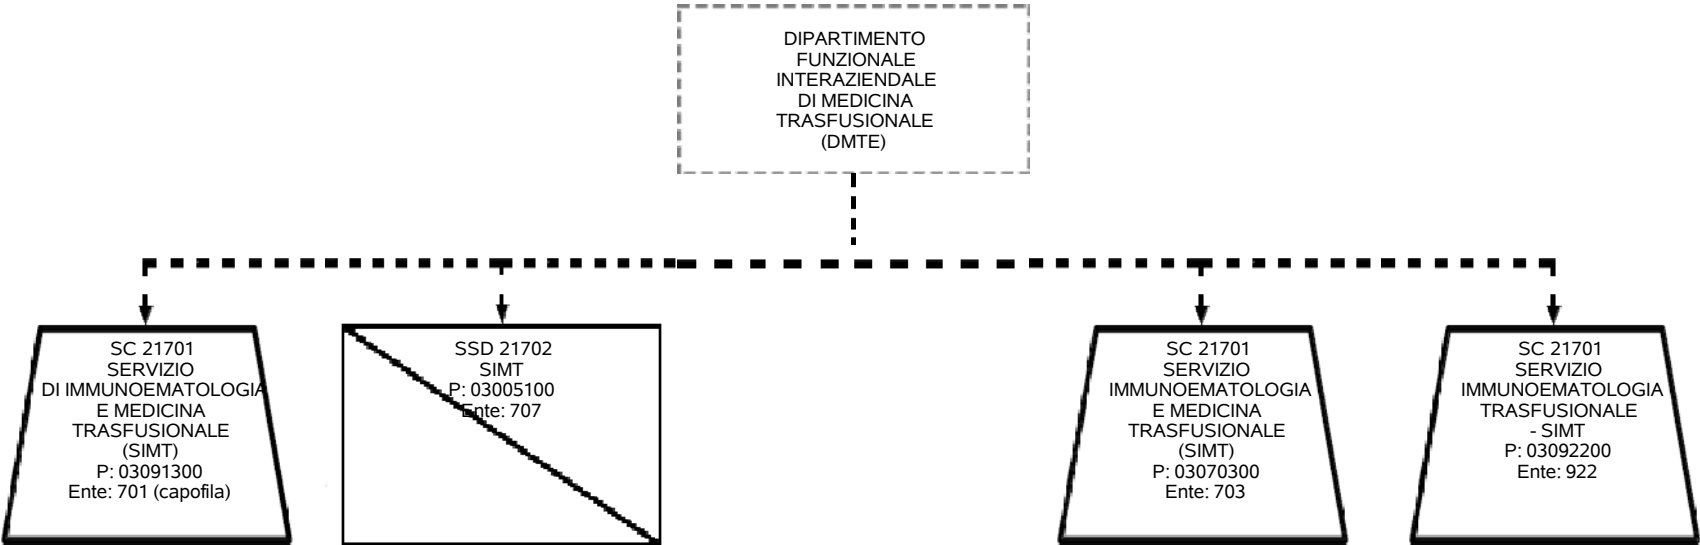 DIPARTIMENTO
FUNZIONALE
INTERAZIENDALE
DI MEDICINA
TRASFUSIONALE
(DMTE)
SC 21701
SERVIZIO
DI IMMUNOEMATOLOGIA
E MEDICINA
TRASFUSIONALE
(SIMT)
P: 03091300
Ente: 701 (capofila)
SSD 21702
SIMT
P: 03005100
Ente: 707
SC 21701
SERVIZIO
IMMUNOEMATOLOGIA
E MEDICINA
TRASFUSIONALE
(SIMT)
P: 03070300
Ente: 703
SC 21701
SERVIZIO
IMMUNOEMATOLOGIA
TRASFUSIONALE
- SIMT
P: 03092200
Ente: 922